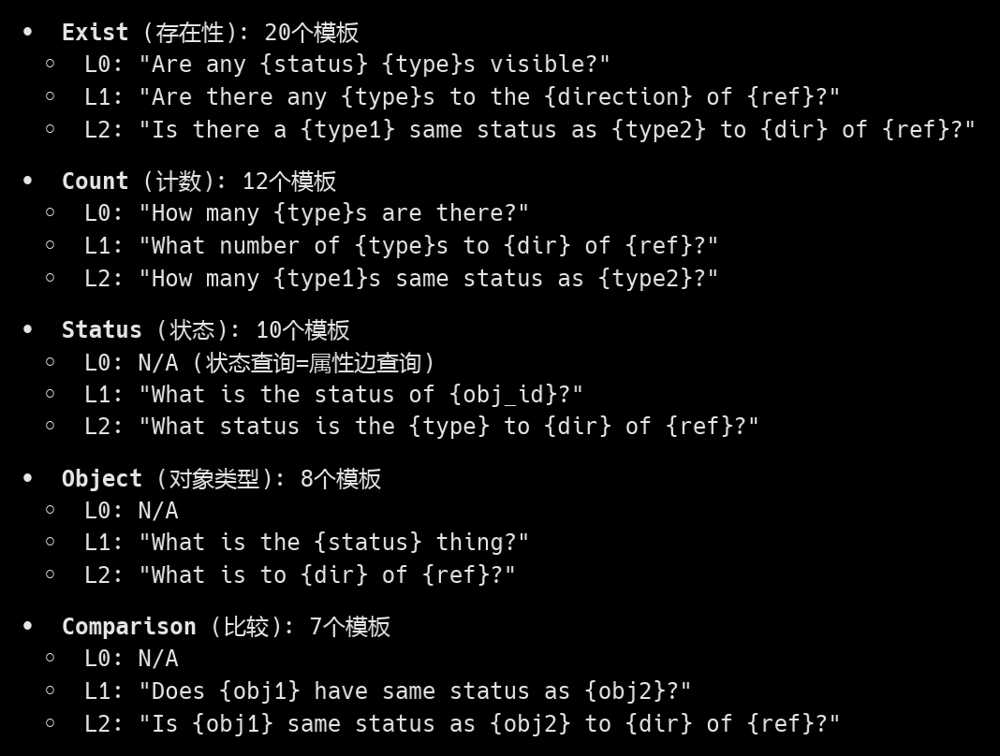 • Exist (存在性): 20个模板
◦ L0: "Are any {status} {type}s visible?"
◦ L1: "Are there any {type}s to the {direction} of {ref}?"
◦ L2: "Is there a {type1} same status as {type2} to {dir} of {ref}?"
• Count (计数): 12个模板
◦ L0: "How many {type}s are there?"
◦ L1: "What number of {type}s to {dir} of {ref}?"
◦ L2: "How many {type1}s same status as {type2}?"
• Status (状态): 10个模板
◦ L0: N/A (状态查询=属性边查询)
◦ L1: "What is the status of {obj_id}?"
◦ L2: "What status is the {type} to {dir} of {ref}?"
• Object (对象类型): 8个模板
◦ L0: N/A
◦ L1: "What is the {status} thing?"
◦ L2: "What is to {dir} of {ref}?"
• Comparison (比较): 7个模板
◦ L0: N/A
◦ L1: "Does {obj1} have same status as {obj2}?"
◦ L2: "Is {obj1} same status as {obj2} to {dir} of {ref}?"